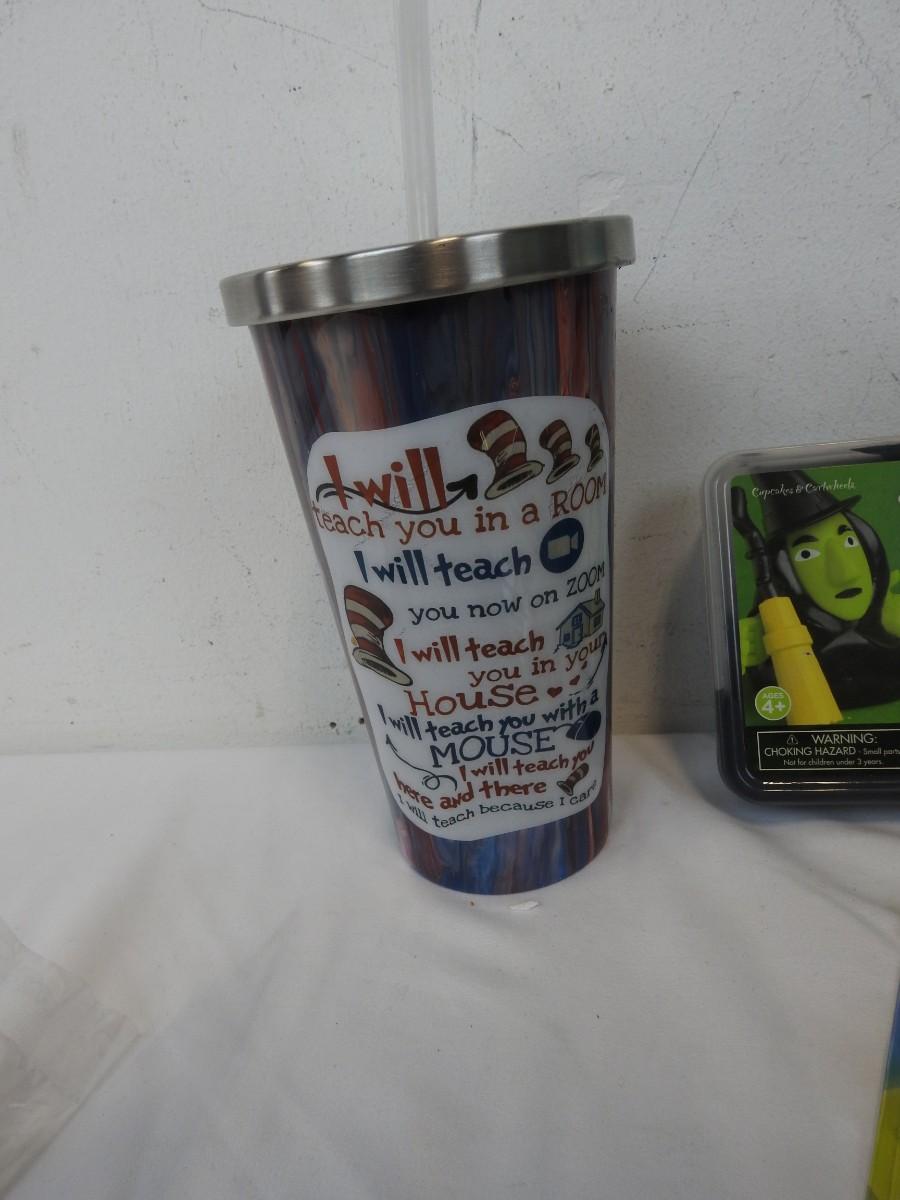 I will
teach you in a ROOM
I will teach
you now on ZOOM
I will teach
you in your
House
I will teach you with a
MOUSE
I will teach you
here and there
I will teach because I care
Cupcakes & Cartwheels
AGES
4+
WARNING:
CHOKING HAZARD - Small parts
Not for children under 3 years.